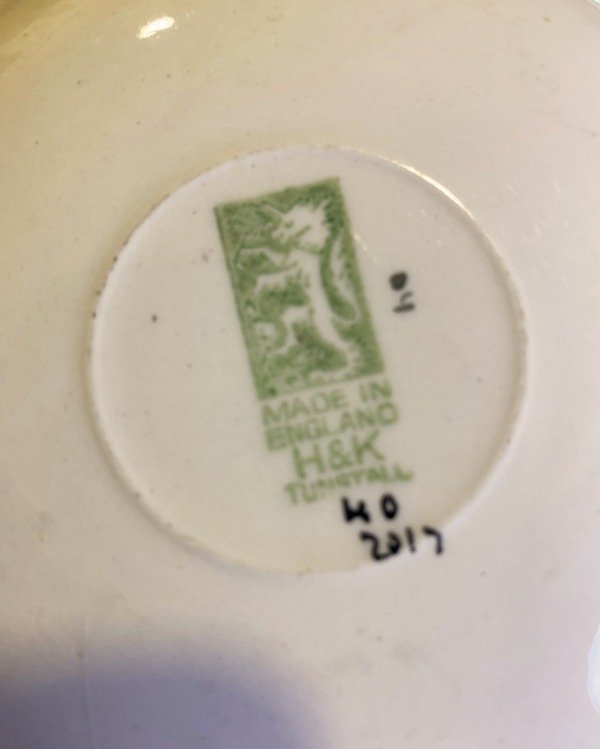 MADE IN
ENGLAND
H&K
TUNSTALL
HO
2017